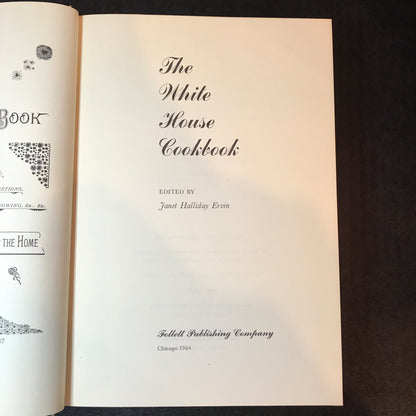 BOOK
THE HOME
The
White
House
Cookbook
EDITED BY
Janet Halliday Ervin
Follett Publishing Company
Chicago 1964